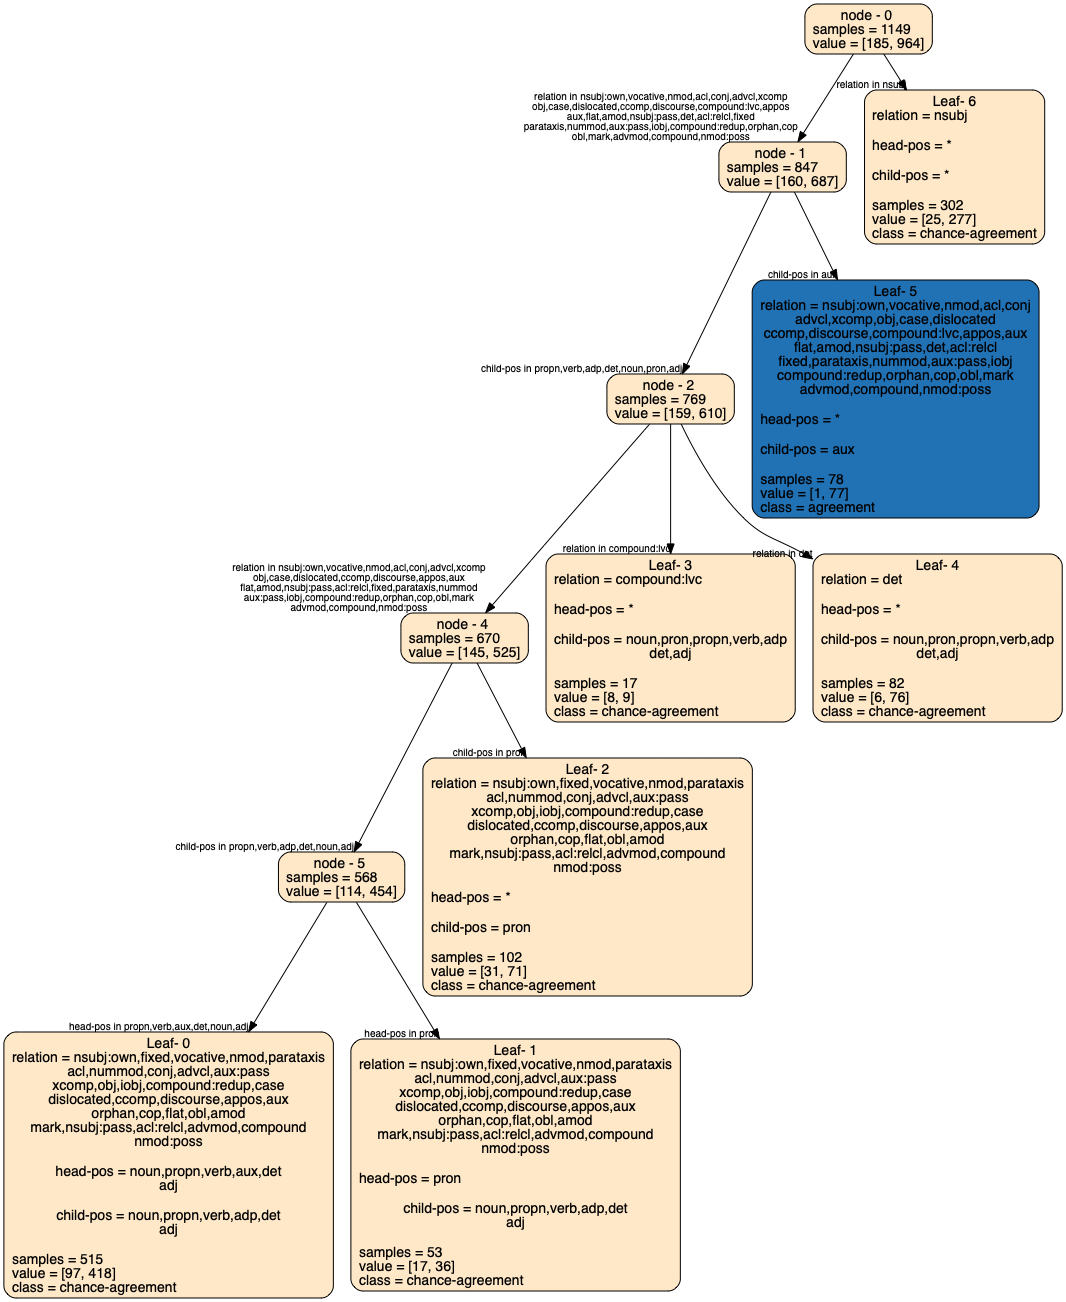 node - 0
samples = 1149
value = [185, 964]
relation in nsubj:own,vocative,nmod,acl,conj,advcl,xcomp
obj,case,dislocated,ccomp,discourse,compound:lvc,appos
aux,flat,amod,nsubj:pass,det,acl:relcl,fixed
parataxis,nummod,aux:pass,iobj,compound:redup,orphan,cop
obl,mark,advmod,compound,nmod:poss
relation in nsubj
Leaf- 6
relation = nsubj
head-pos = *
child-pos = *
samples = 302
value = [25, 277]
class = chance-agreement
node - 1
samples = 847
value = [160, 687]
child-pos in aux
Leaf- 5
relation = nsubj:own,vocative,nmod,acl,conj
advcl,xcomp,obj,case,dislocated
ccomp,discourse,compound:lvc,appos,aux
flat,amod,nsubj:pass,det,acl:relcl
fixed,parataxis,nummod,aux:pass,iobj
compound:redup,orphan,cop,obl,mark
advmod,compound,nmod:poss
head-pos = *
child-pos = aux
samples = 78
value = [1, 77]
class = agreement
child-pos in propn,verb,adp,det,noun,pron,adj
node - 2
samples = 769
value = [159, 610]
relation in compound:lvc
Leaf- 3
relation = compound:lvc
head-pos = *
child-pos = noun,pron,propn,verb,adp
det,adj
samples = 17
value = [8, 9]
class = chance-agreement
relation in det
Leaf- 4
relation = det
head-pos = *
child-pos = noun,pron,propn,verb,adp
det,adj
samples = 82
value = [6, 76]
class = chance-agreement
relation in nsubj:own,vocative,nmod,acl,conj,advcl,xcomp
obj,case,dislocated,ccomp,discourse,appos,aux
flat,amod,nsubj:pass,acl:relcl,fixed,parataxis,nummod
aux:pass,iobj,compound:redup,orphan,cop,obl,mark
advmod,compound,nmod:poss
node - 4
samples = 670
value = [145, 525]
child-pos in pron
Leaf- 2
relation = nsubj:own,fixed,vocative,nmod,parataxis
acl,nummod,conj,advcl,aux:pass
xcomp,obj,iobj,compound:redup,case
dislocated,ccomp,discourse,appos,aux
orphan,cop,flat,obl,amod
mark,nsubj:pass,acl:relcl,advmod,compound
nmod:poss
head-pos = *
child-pos = pron
samples = 102
value = [31, 71]
class = chance-agreement
child-pos in propn,verb,adp,det,noun,adj
node - 5
samples = 568
value = [114, 454]
head-pos in propn,verb,aux,det,noun,adj
Leaf- 0
relation = nsubj:own,fixed,vocative,nmod,parataxis
acl,nummod,conj,advcl,aux:pass
xcomp,obj,iobj,compound:redup,case
dislocated,ccomp,discourse,appos,aux
orphan,cop,flat,obl,amod
mark,nsubj:pass,acl:relcl,advmod,compound
nmod:poss
head-pos = noun,propn,verb,aux,det
adj
child-pos = noun,propn,verb,adp,det
adj
samples = 515
value = [97, 418]
class = chance-agreement
head-pos in pron
Leaf- 1
relation = nsubj:own,fixed,vocative,nmod,parataxis
acl,nummod,conj,advcl,aux:pass
xcomp,obj,iobj,compound:redup,case
dislocated,ccomp,discourse,appos,aux
orphan,cop,flat,obl,amod
mark,nsubj:pass,acl:relcl,advmod,compound
nmod:poss
head-pos = pron
child-pos = noun,propn,verb,adp,det
adj
samples = 53
value = [17, 36]
class = chance-agreement